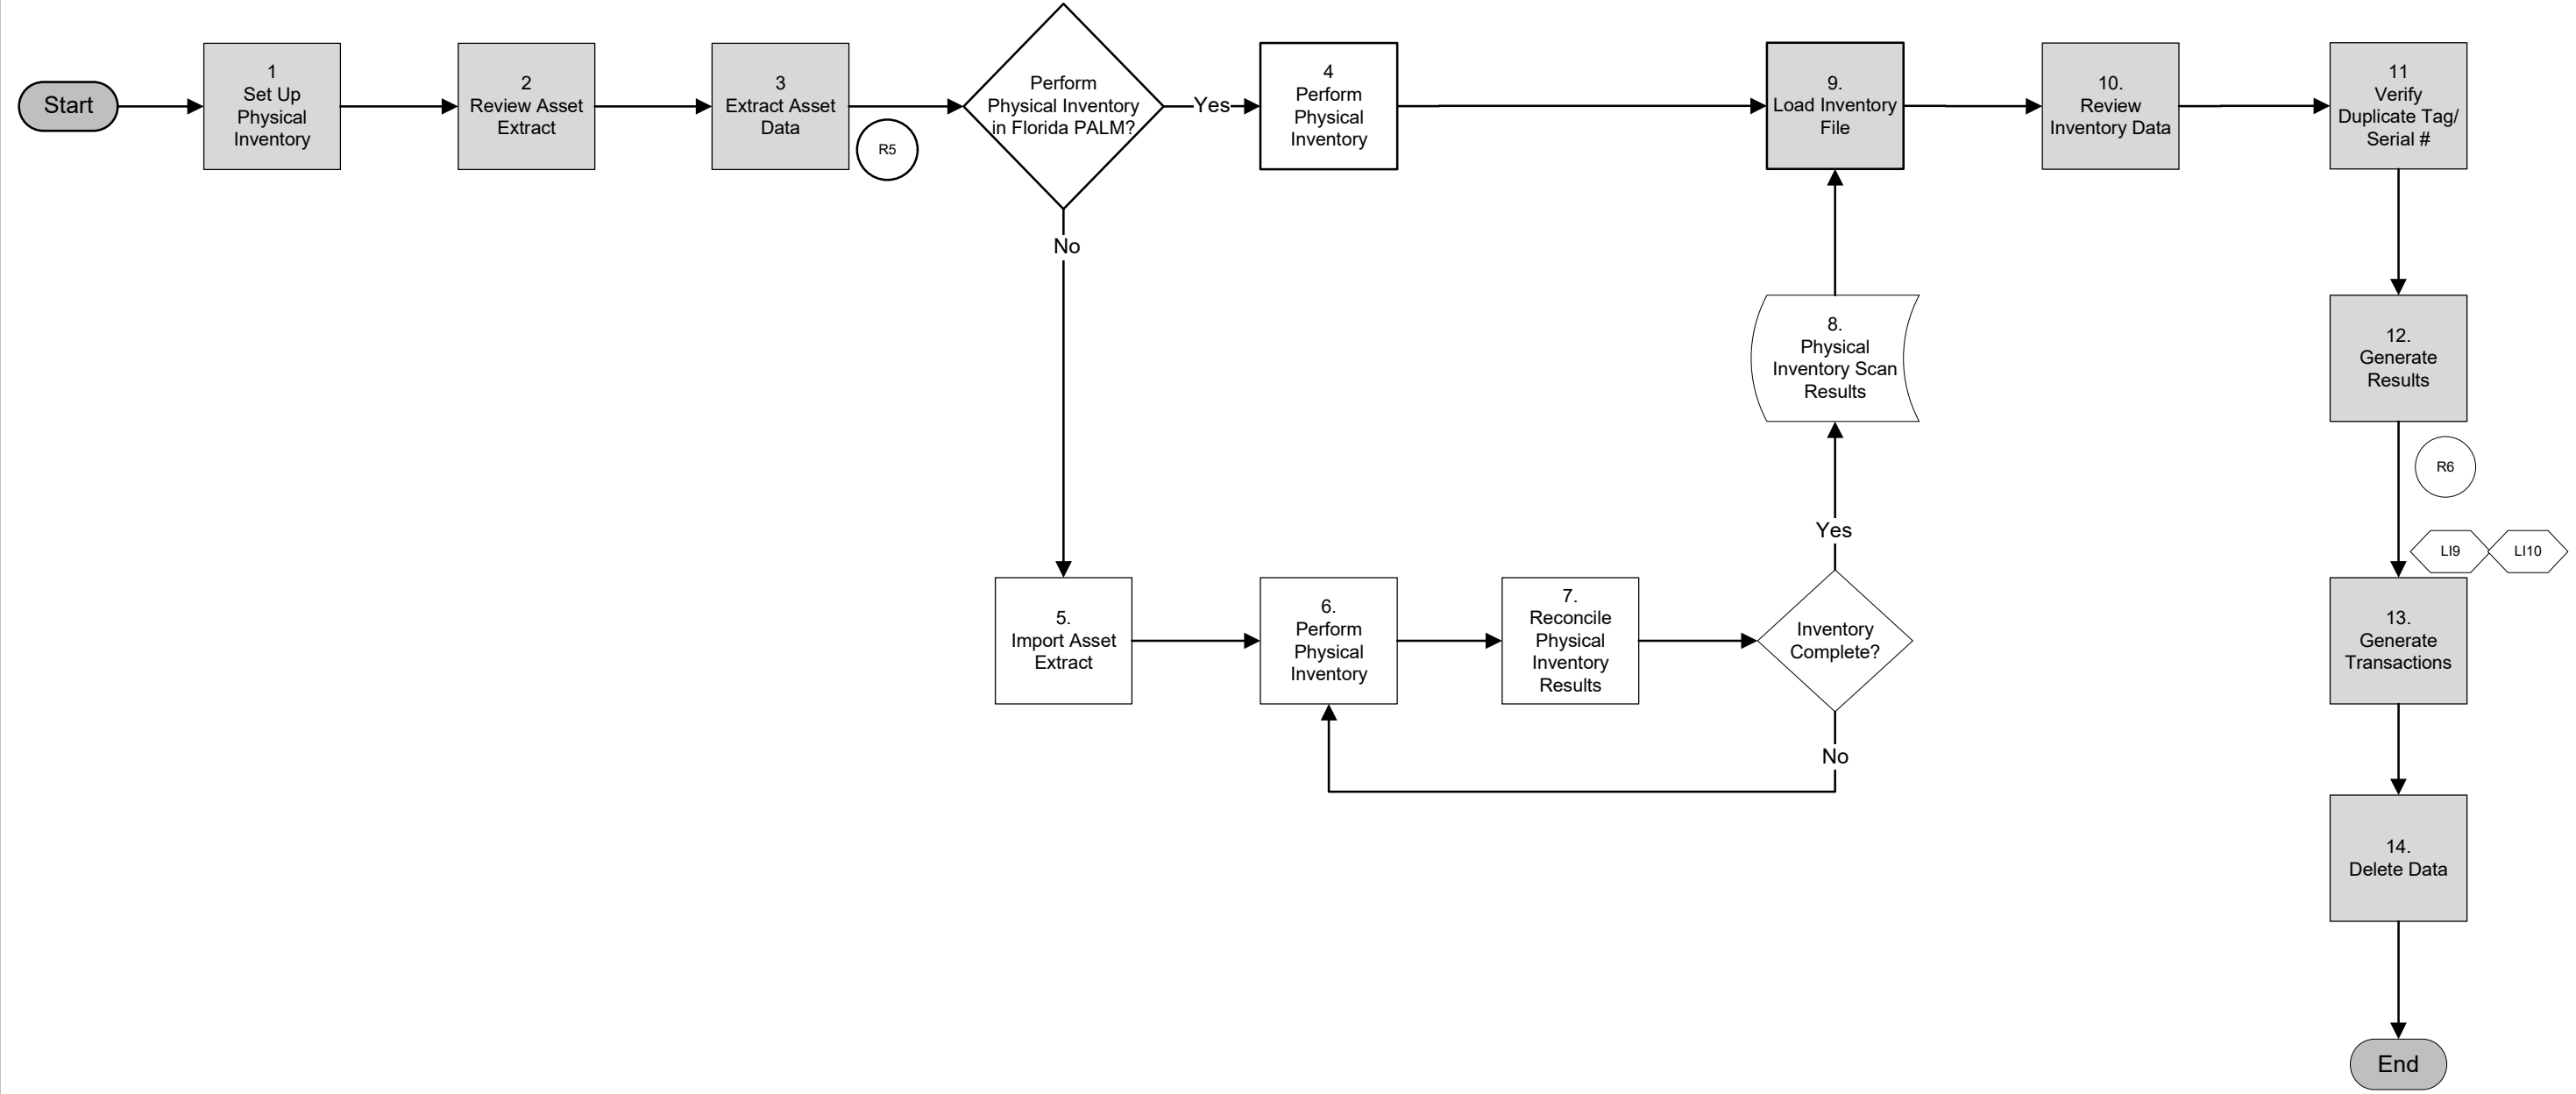 Start
1
Set Up
Physical
Inventory
2
Review Asset
Extract
3
Extract Asset
Data
R5
Perform
Physical Inventory
in Florida PALM?
Yes
4
Perform
Physical
Inventory
9.
Load Inventory
File
10.
Review
Inventory Data
11
Verify
Duplicate Tag/
Serial #
No
8.
Physical
Inventory Scan
Results
12.
Generate
Results
R6
Yes
LI9
LI10
5.
Import Asset
Extract
6.
Perform
Physical
Inventory
7.
Reconcile
Physical
Inventory
Results
Inventory
Complete?
13.
Generate
Transactions
No
14.
Delete Data
End